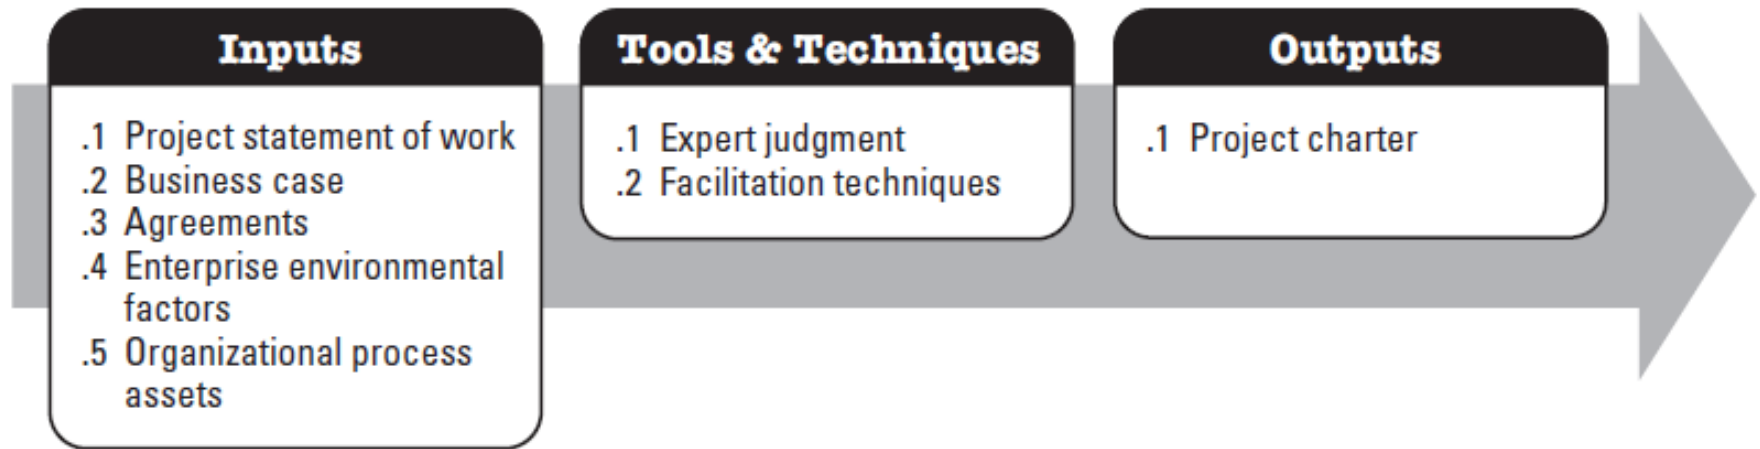 Inputs
.1 Project statement of work
.2 Business case
.3 Agreements
.4 Enterprise environmental
factors
.5 Organizational process
assets
Tools & Techniques
.1 Expert judgment
.2 Facilitation techniques
Outputs
.1 Project charter